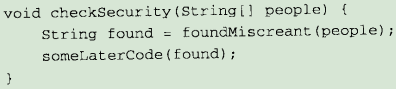 void checkSecurity(String[] people) {
    String found = foundMiscreant(people);
    someLaterCode(found);
}